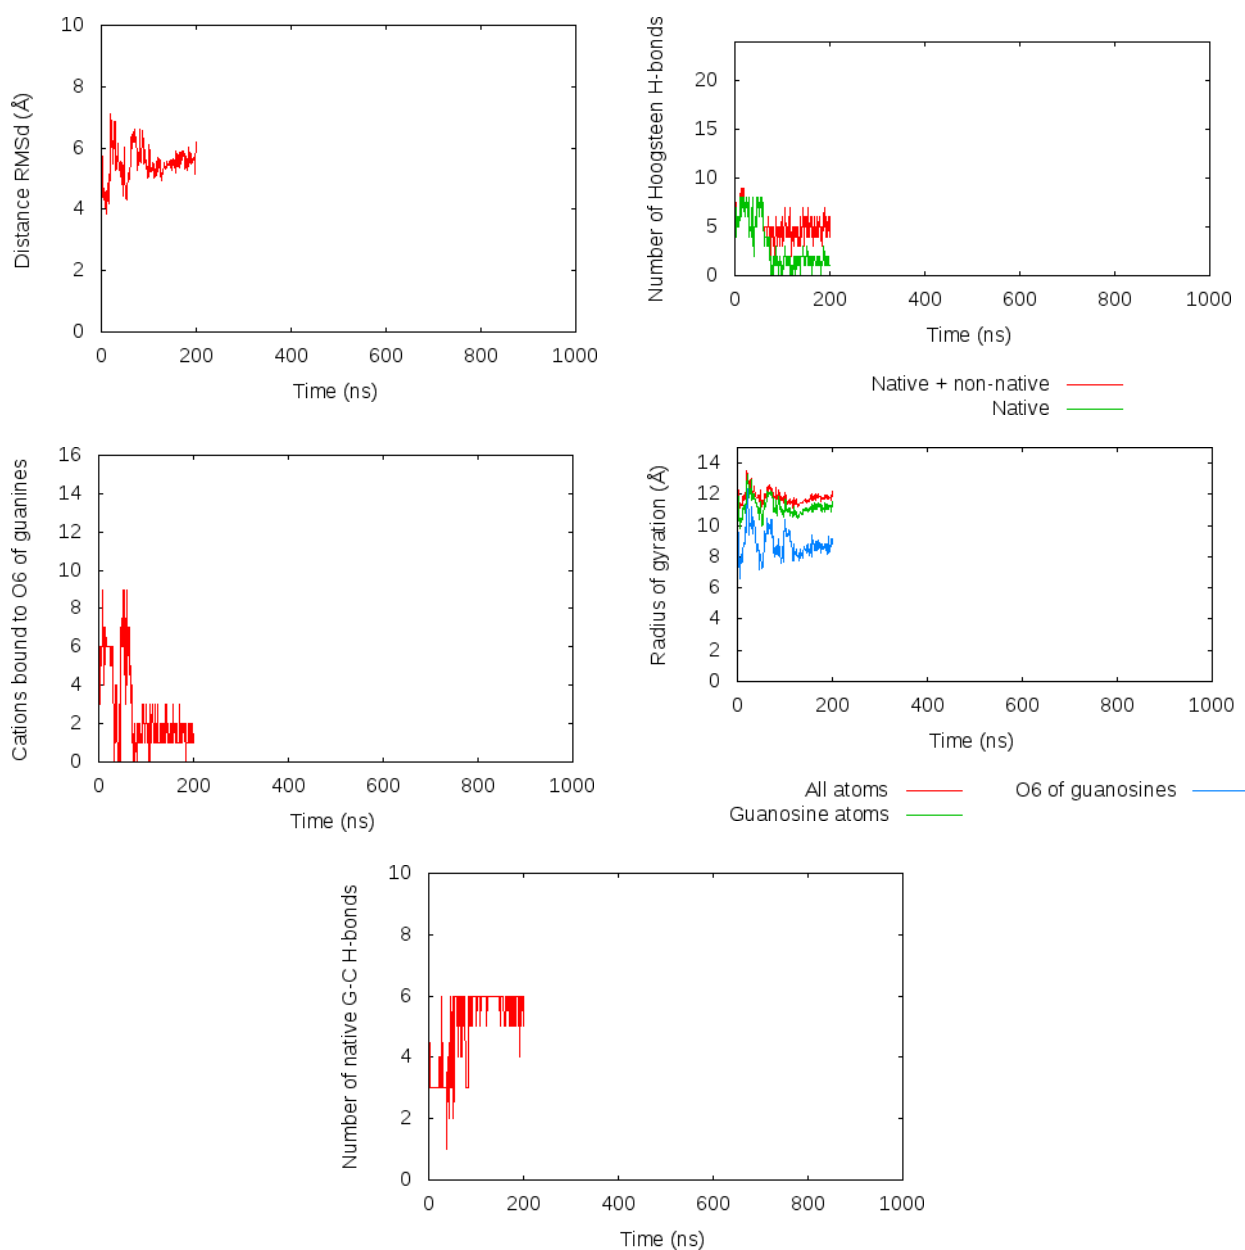 Distance RMSd (Å)
10
8
6
4
2
0
0 200 400 600 800 1000
Time (ns)
Number of Hoogsteen H-bonds
20
15
10
5
0
0 200 400 600 800 1000
Time (ns)
Native + non-native
Native
Cations bound to O6 of guanines
16
14
12
10
8
6
4
2
0
0 200 400 600 800 1000
Time (ns)
Radius of gyration (Å)
14
12
10
8
6
4
2
0
0 200 400 600 800 1000
Time (ns)
All atoms
Guanosine atoms
O6 of guanosines
Number of native G-C H-bonds
10
8
6
4
2
0
0 200 400 600 800 1000
Time (ns)